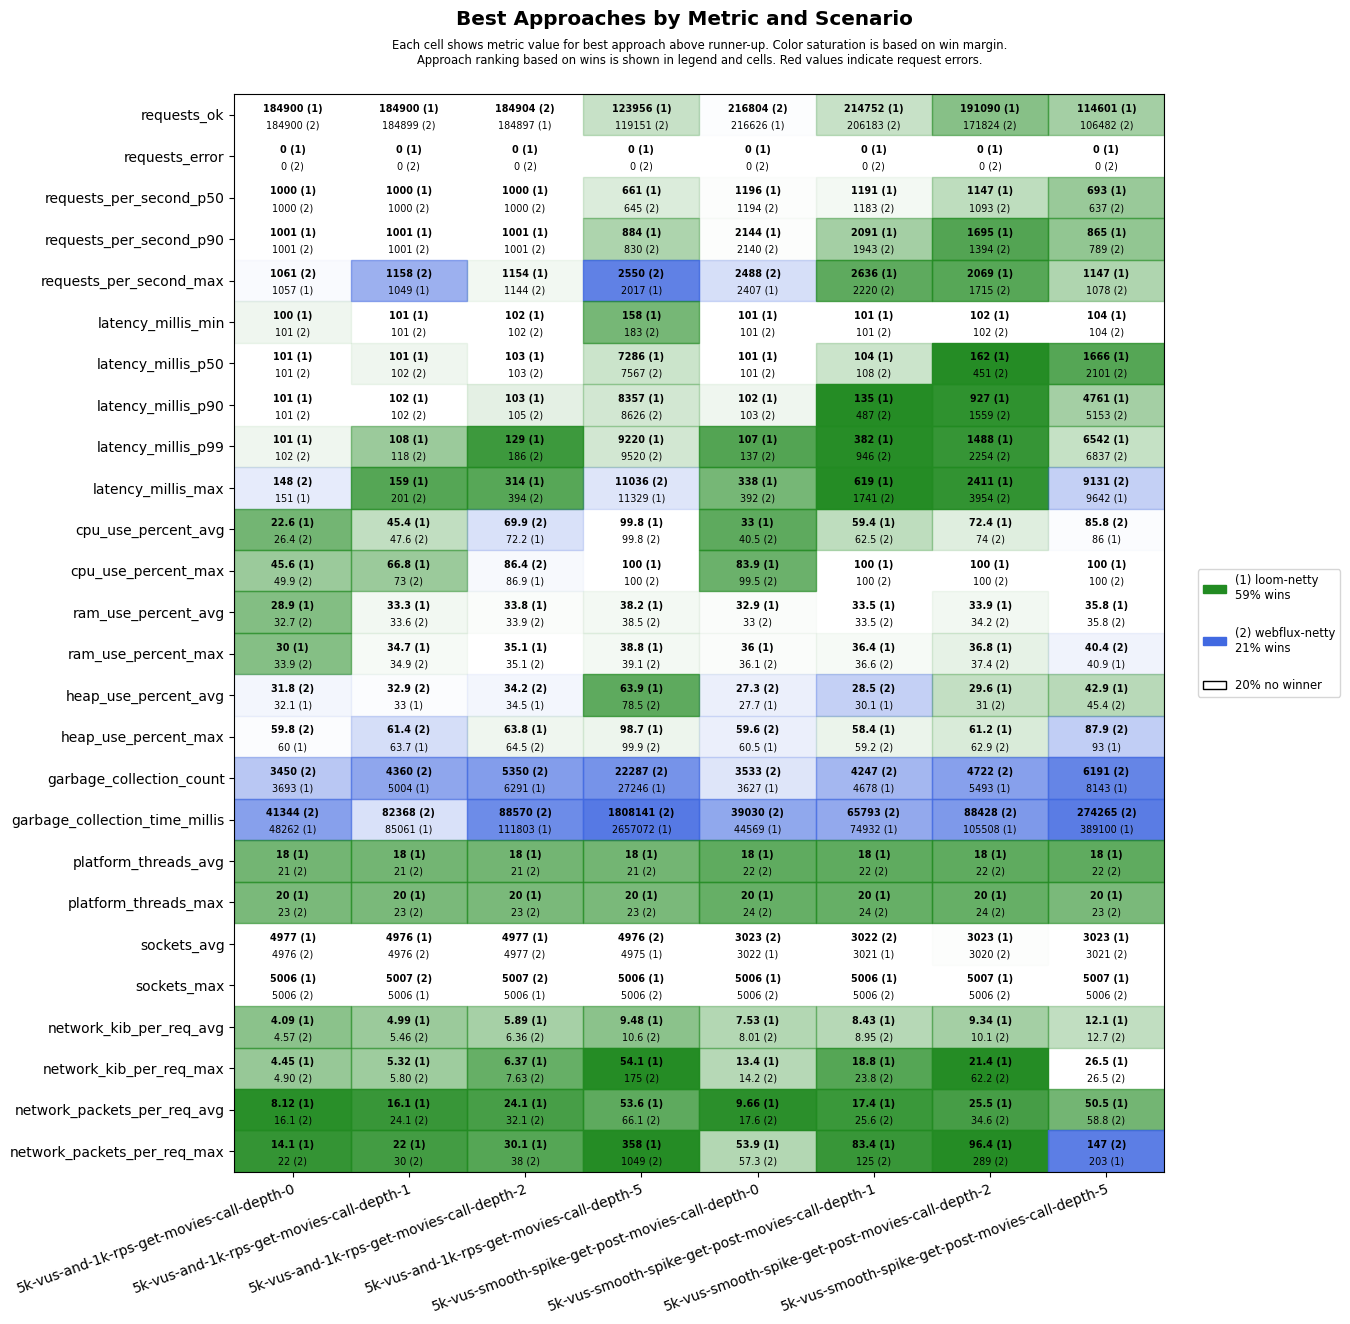 Best Approaches by Metric and Scenario
Each cell shows metric value for best approach above runner-up. Color saturation is based on win margin.
Approach ranking based on wins is shown in legend and cells. Red values indicate request errors.
requests_ok
184900 (1) 184900 (1) 184904 (2) 123956 (1) 216804 (2) 214752 (1) 191090 (1) 114601 (1)
184900 (2) 184899 (2) 184897 (1) 119151 (2) 216626 (1) 206183 (2) 171824 (2) 106482 (2)
requests_error
0 (1) 0 (1) 0 (1) 0 (1) 0 (1) 0 (1) 0 (1) 0 (1)
0 (2) 0 (2) 0 (2) 0 (2) 0 (2) 0 (2) 0 (2) 0 (2)
requests_per_second_p50
1000 (1) 1000 (1) 1000 (1) 661 (1) 1196 (1) 1191 (1) 1147 (1) 693 (1)
1000 (2) 1000 (2) 1000 (2) 645 (2) 1194 (2) 1183 (2) 1093 (2) 637 (2)
requests_per_second_p90
1001 (1) 1001 (1) 1001 (1) 884 (1) 2144 (1) 2091 (1) 1695 (1) 865 (1)
1001 (2) 1001 (2) 1001 (2) 830 (2) 2140 (2) 1943 (2) 1394 (2) 789 (2)
requests_per_second_max
1061 (2) 1158 (2) 1154 (1) 2550 (2) 2488 (2) 2636 (1) 2069 (1) 1147 (1)
1057 (1) 1049 (1) 1144 (2) 2017 (1) 2407 (1) 2220 (2) 1715 (2) 1078 (2)
latency_millis_min
100 (1) 101 (1) 102 (1) 158 (1) 101 (1) 101 (1) 102 (1) 104 (1)
101 (2) 101 (2) 102 (2) 183 (2) 101 (2) 101 (2) 102 (2) 104 (2)
latency_millis_p50
101 (1) 101 (1) 103 (1) 7286 (1) 101 (1) 104 (1) 162 (1) 1666 (1)
101 (2) 102 (2) 103 (2) 7567 (2) 101 (2) 108 (2) 451 (2) 2101 (2)
latency_millis_p90
101 (1) 102 (1) 103 (1) 8357 (1) 102 (1) 135 (1) 927 (1) 4761 (1)
101 (2) 102 (2) 105 (2) 8626 (2) 103 (2) 487 (2) 1559 (2) 5153 (2)
latency_millis_p99
101 (1) 108 (1) 129 (1) 9220 (1) 107 (1) 382 (1) 1488 (1) 6542 (1)
102 (2) 118 (2) 186 (2) 9520 (2) 137 (2) 946 (2) 2254 (2) 6837 (2)
latency_millis_max
148 (2) 159 (1) 314 (1) 11036 (2) 338 (1) 619 (1) 2411 (1) 9131 (2)
151 (1) 201 (2) 394 (2) 11329 (1) 392 (2) 1741 (2) 3954 (2) 9642 (1)
cpu_use_percent_avg
22.6 (1) 45.4 (1) 69.9 (2) 99.8 (1) 33 (1) 59.4 (1) 72.4 (1) 85.8 (2)
26.4 (2) 47.6 (2) 72.2 (1) 99.8 (2) 40.5 (2) 62.5 (2) 74 (2) 86 (1)
cpu_use_percent_max
45.6 (1) 66.8 (1) 86.4 (2) 100 (1) 83.9 (1) 100 (1) 100 (1) 100 (1)
49.9 (2) 73 (2) 86.9 (1) 100 (2) 99.5 (2) 100 (2) 100 (2) 100 (2)
ram_use_percent_avg
28.9 (1) 33.3 (1) 33.8 (1) 38.2 (1) 32.9 (1) 33.5 (1) 33.9 (1) 35.8 (1)
32.7 (2) 33.6 (2) 33.9 (2) 38.5 (2) 33 (2) 33.5 (2) 34.2 (2) 35.8 (2)
ram_use_percent_max
30 (1) 34.7 (1) 35.1 (1) 38.8 (1) 36 (1) 36.4 (1) 36.8 (1) 40.4 (2)
33.9 (2) 34.9 (2) 35.1 (2) 39.1 (2) 36.1 (2) 36.6 (2) 37.4 (2) 40.9 (1)
heap_use_percent_avg
31.8 (2) 32.9 (2) 34.2 (2) 63.9 (1) 27.3 (2) 28.5 (2) 29.6 (1) 42.9 (1)
32.1 (1) 33 (1) 34.5 (1) 78.5 (2) 27.7 (1) 30.1 (1) 31 (2) 45.4 (2)
heap_use_percent_max
59.8 (2) 61.4 (2) 63.8 (1) 98.7 (1) 59.6 (2) 58.4 (1) 61.2 (1) 87.9 (2)
60 (1) 63.7 (1) 64.5 (2) 99.9 (2) 60.5 (1) 59.2 (2) 62.9 (2) 93 (1)
garbage_collection_count
3450 (2) 4360 (2) 5350 (2) 22287 (2) 3533 (2) 4247 (2) 4722 (2) 6191 (2)
3693 (1) 5004 (1) 6291 (1) 27246 (1) 3627 (1) 4678 (1) 5493 (1) 8143 (1)
garbage_collection_time_millis
41344 (2) 82368 (2) 88570 (2) 1808141 (2) 39030 (2) 65793 (2) 88428 (2) 274265 (2)
48262 (1) 85061 (1) 111803 (1) 2657072 (1) 44569 (1) 74932 (1) 105508 (1) 389100 (1)
platform_threads_avg
18 (1) 18 (1) 18 (1) 18 (1) 18 (1) 18 (1) 18 (1) 18 (1)
21 (2) 21 (2) 21 (2) 21 (2) 22 (2) 22 (2) 22 (2) 22 (2)
platform_threads_max
20 (1) 20 (1) 20 (1) 20 (1) 20 (1) 20 (1) 20 (1) 20 (1)
23 (2) 23 (2) 23 (2) 23 (2) 24 (2) 24 (2) 24 (2) 23 (2)
sockets_avg
4977 (1) 4976 (1) 4977 (1) 4976 (2) 3023 (2) 3022 (2) 3023 (1) 3023 (1)
4976 (2) 4976 (2) 4977 (2) 4975 (1) 3022 (1) 3021 (1) 3020 (2) 3021 (2)
sockets_max
5006 (1) 5007 (2) 5007 (2) 5006 (1) 5006 (1) 5006 (1) 5007 (1) 5007 (1)
5006 (2) 5006 (1) 5006 (1) 5006 (2) 5006 (2) 5006 (2) 5006 (2) 5006 (2)
network_kib_per_req_avg
4.09 (1) 4.99 (1) 5.89 (1) 9.48 (1) 7.53 (1) 8.43 (1) 9.34 (1) 12.1 (1)
4.57 (2) 5.46 (2) 6.36 (2) 10.6 (2) 8.01 (2) 8.95 (2) 10.1 (2) 12.7 (2)
network_kib_per_req_max
4.45 (1) 5.32 (1) 6.37 (1) 54.1 (1) 13.4 (1) 18.8 (1) 21.4 (1) 26.5 (1)
4.90 (2) 5.80 (2) 7.63 (2) 175 (2) 14.2 (2) 23.8 (2) 62.2 (2) 26.5 (2)
network_packets_per_req_avg
8.12 (1) 16.1 (1) 24.1 (1) 53.6 (1) 9.66 (1) 17.4 (1) 25.5 (1) 50.5 (1)
16.1 (2) 24.1 (2) 32.1 (2) 66.1 (2) 17.6 (2) 25.6 (2) 34.6 (2) 58.8 (2)
network_packets_per_req_max
14.1 (1) 22 (1) 30.1 (1) 358 (1) 53.9 (1) 83.4 (1) 96.4 (1) 147 (2)
22 (2) 30 (2) 38 (2) 1049 (2) 57.3 (2) 125 (2) 289 (2) 203 (1)
5k-vus-and-1k-rps-get-movies-call-depth-0
5k-vus-and-1k-rps-get-movies-call-depth-1
5k-vus-and-1k-rps-get-movies-call-depth-2
5k-vus-and-1k-rps-get-movies-call-depth-5
5k-vus-smooth-spike-get-post-movies-call-depth-0
5k-vus-smooth-spike-get-post-movies-call-depth-1
5k-vus-smooth-spike-get-post-movies-call-depth-2
5k-vus-smooth-spike-get-post-movies-call-depth-5
(1) loom-netty
59% wins
(2) webflux-netty
21% wins
20% no winner